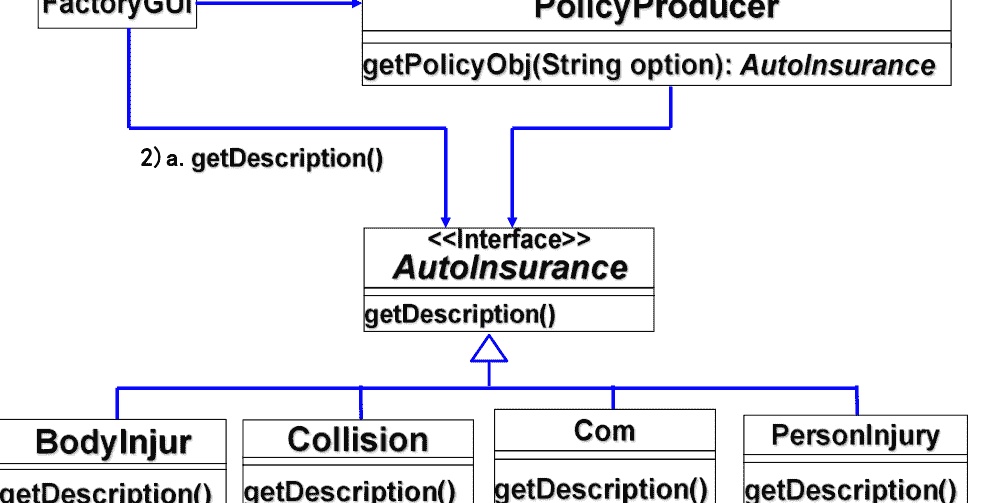 FactoryGUI
PolicyProducer
getPolicyObj(String option): AutoInsurance
2)a. getDescription()
<<Interface>>
AutoInsurance
getDescription()
BodyInjur
Collision
Com
PersonInjury
getDescription()
getDescription()
getDescription()
getDescription()